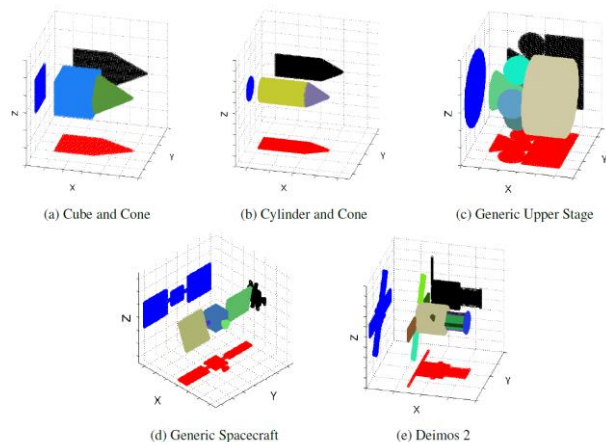 Z
X
Y
(a) Cube and Cone
Z
X
Y
(b) Cylinder and Cone
Z
X
Y
(c) Generic Upper Stage
Z
X
Y
(d) Generic Spacecraft
Z
X
Y
(e) Deimos 2